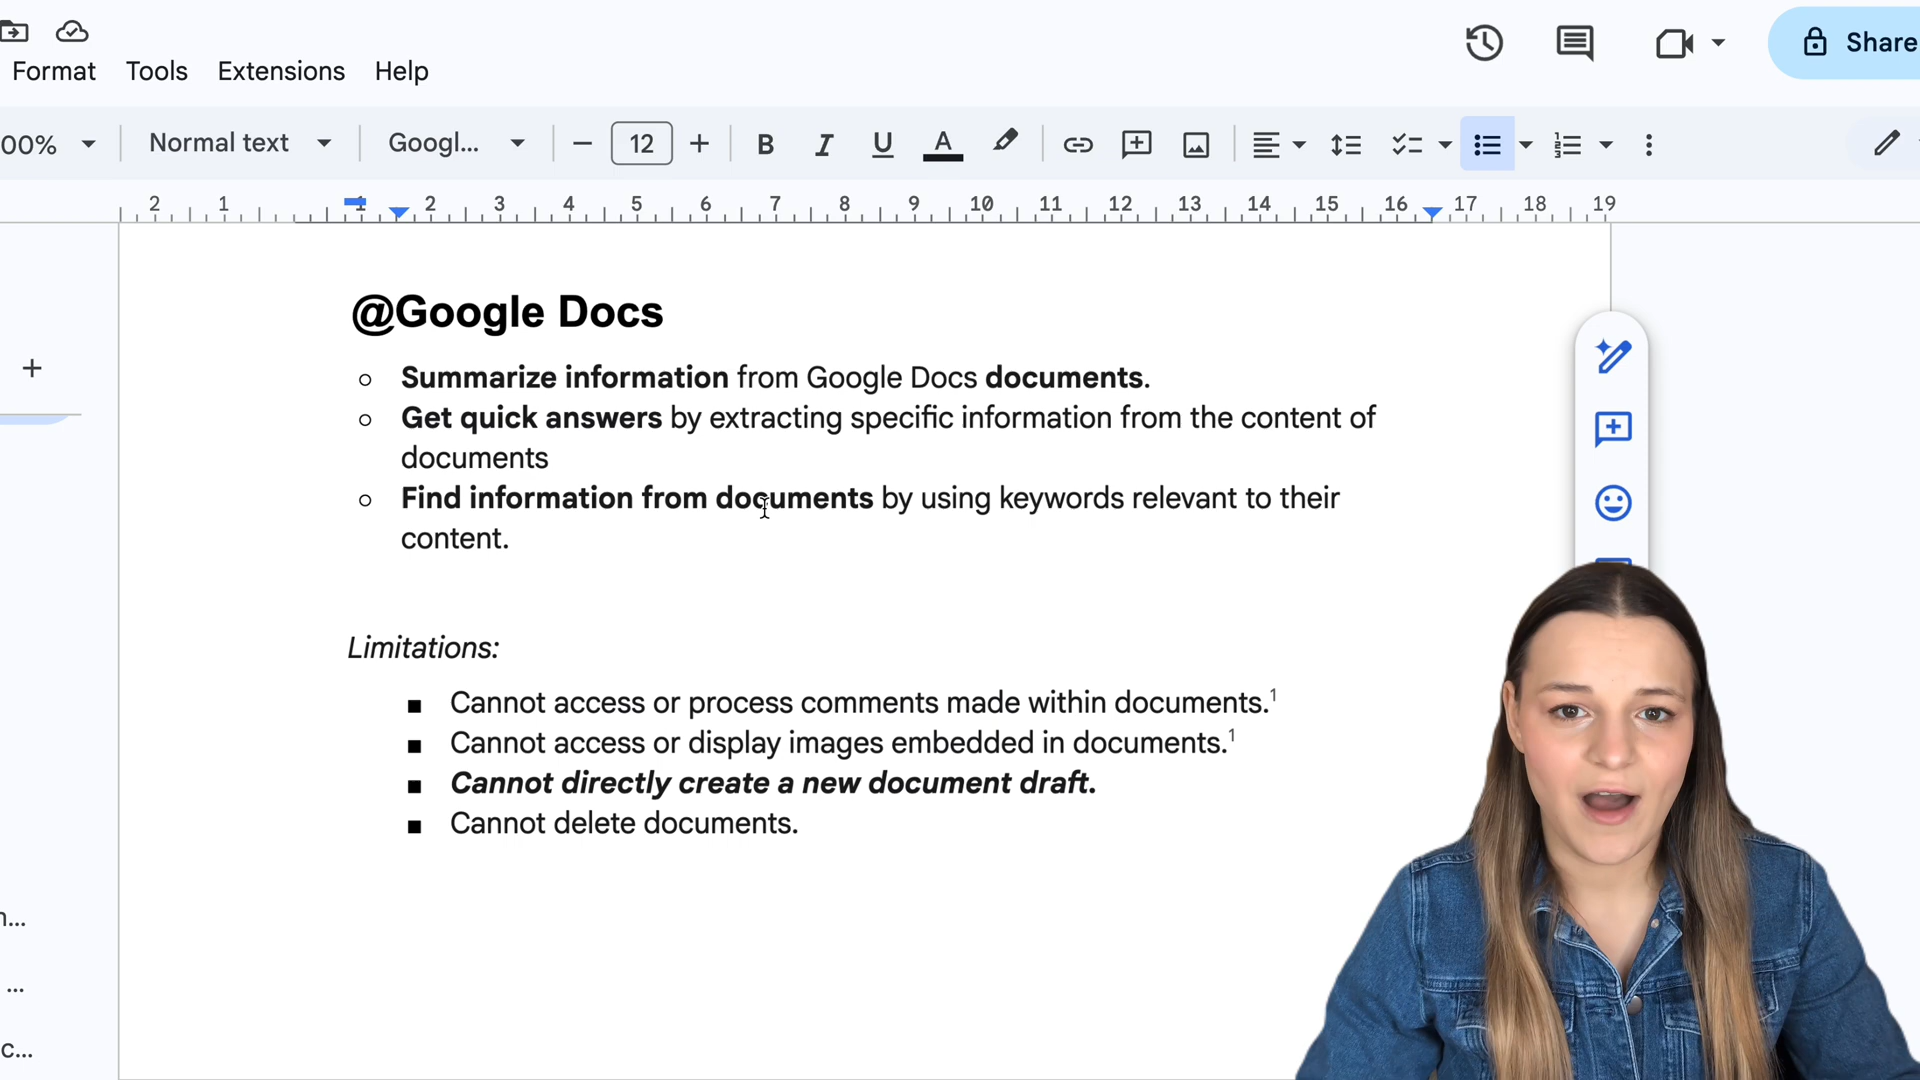 Format Tools Extensions Help
Share
00% Normal text Googl... 12 B I U A
2 1 1 2 3 4 5 6 7 8 9 10 11 12 13 14 15 16 17 18 19
@Google Docs
Summarize information from Google Docs documents.
Get quick answers by extracting specific information from the content of
documents
Find information from documents by using keywords relevant to their
content.
Limitations:
Cannot access or process comments made within documents.¹
Cannot access or display images embedded in documents.¹
Cannot directly create a new document draft.
Cannot delete documents.
...
...
c...